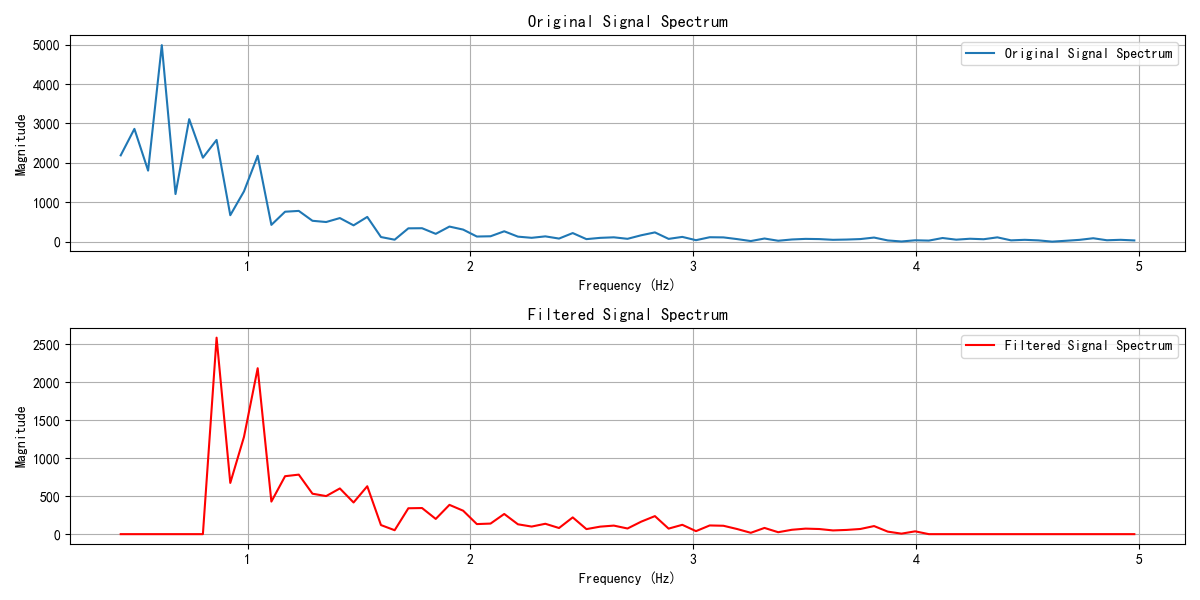 Original Signal Spectrum
5000
4000
3000
2000
1000
0
Magnitude
Original Signal Spectrum
1 2 3 4 5
Frequency (Hz)
Filtered Signal Spectrum
2500
2000
1500
1000
500
0
Magnitude
Filtered Signal Spectrum
1 2 3 4 5
Frequency (Hz)